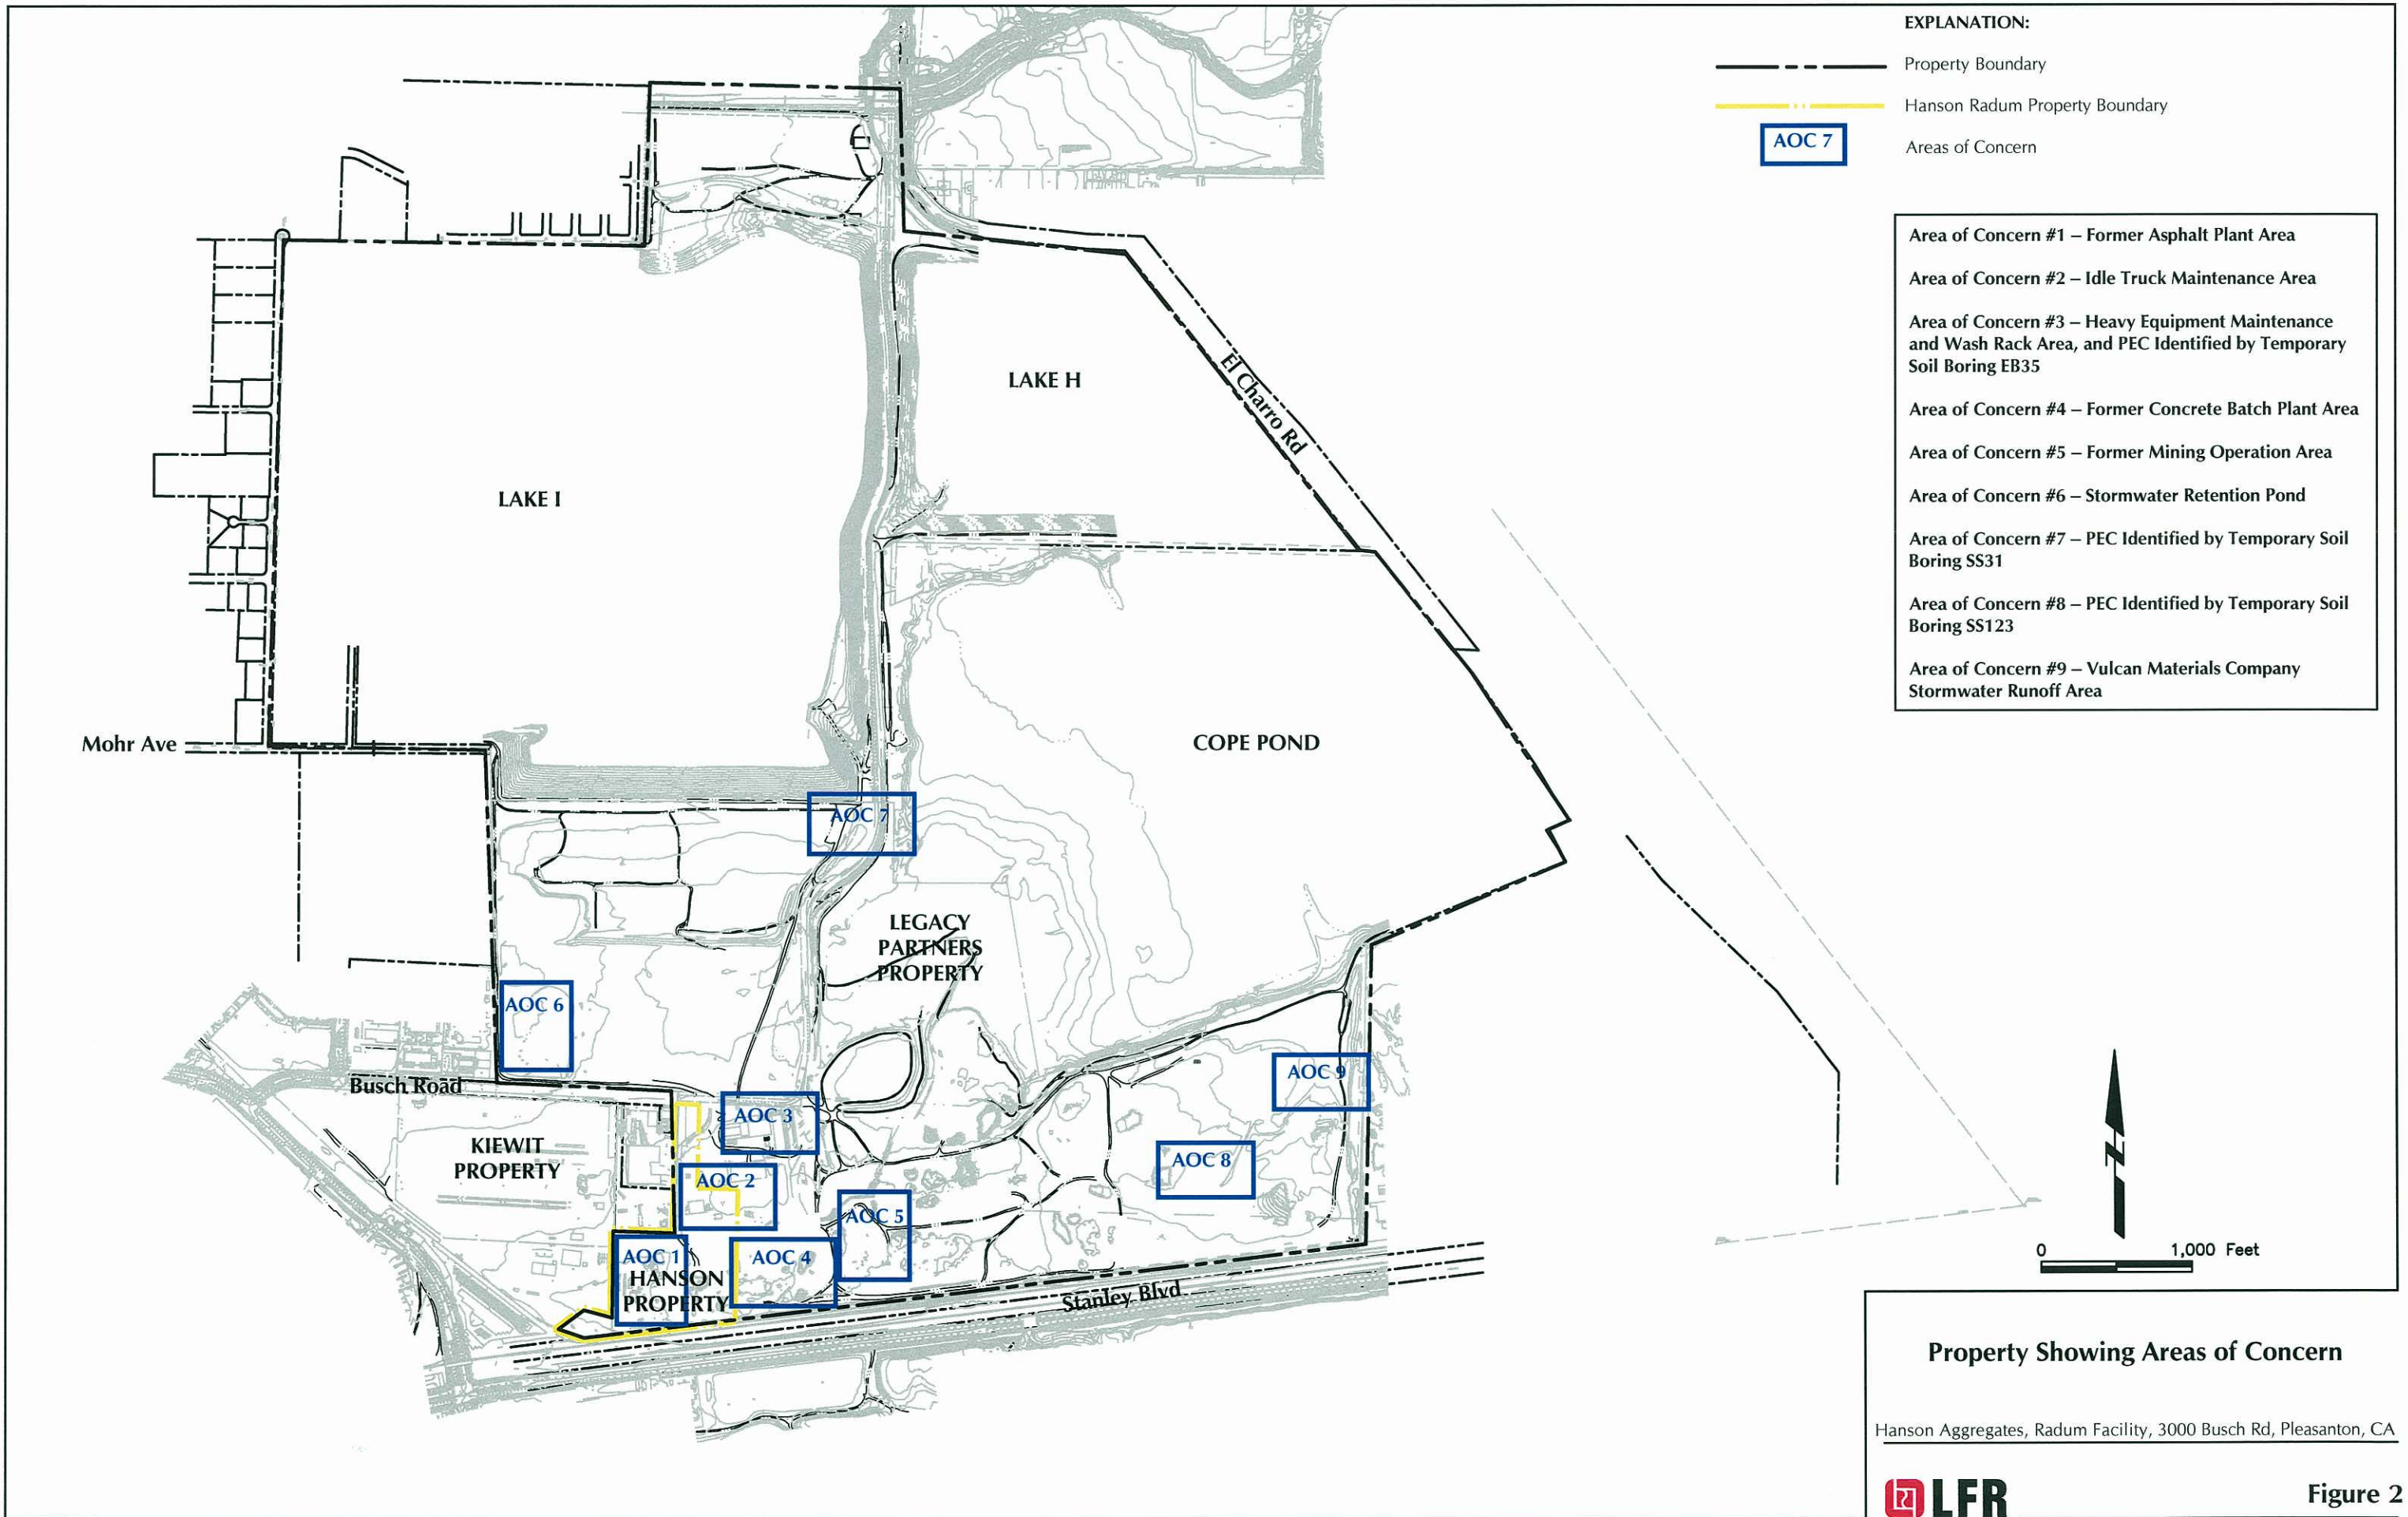 EXPLANATION:
Property Boundary
Hanson Radum Property Boundary
AOC 7
Areas of Concern
Area of Concern #1 – Former Asphalt Plant Area
Area of Concern #2 – Idle Truck Maintenance Area
Area of Concern #3 – Heavy Equipment Maintenance
and Wash Rack Area, and PEC Identified by Temporary
Soil Boring EB35
Area of Concern #4 – Former Concrete Batch Plant Area
Area of Concern #5 – Former Mining Operation Area
Area of Concern #6 – Stormwater Retention Pond
Area of Concern #7 – PEC Identified by Temporary Soil
Boring SS31
Area of Concern #8 – PEC Identified by Temporary Soil
Boring SS123
Area of Concern #9 – Vulcan Materials Company
Stormwater Runoff Area
LAKE H
El Charro Rd
LAKE I
Mohr Ave
COPE POND
AOC 7
LEGACY
PARTNERS
PROPERTY
AOC 6
Busch Road
AOC 9
AOC 3
KIEWIT
PROPERTY
AOC 8
AOC 2
AOC 5
AOC 1
AOC 4
HANSON
PROPERTY
Stanley Blvd
N
0 1,000 Feet
Property Showing Areas of Concern
Hanson Aggregates, Radum Facility, 3000 Busch Rd, Pleasanton, CA
LFR
Figure 2